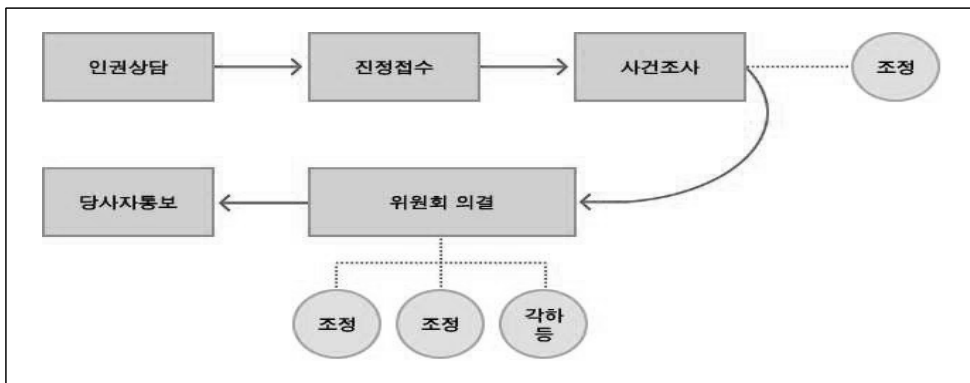 인권상담
진정접수
사건조사
조정
당사자통보
위원회 의결
조정
조정
각하
등